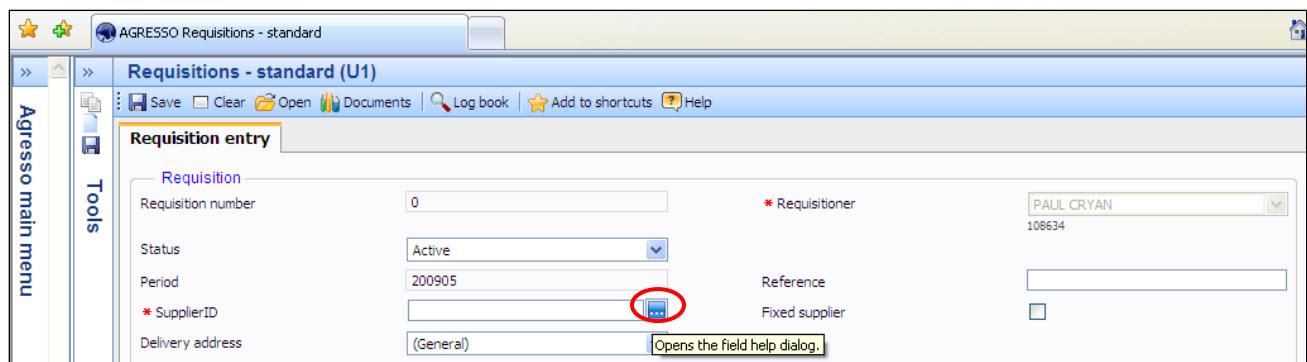 AGRESSO Requisitions - standard
Agresso main menu
Tools
Requisitions - standard (U1)
Save Clear Open Documents Log book Add to shortcuts Help
Requisition entry
Requisition
Requisition number 0 * Requisitioner PAUL CRYAN
108634
Status Active
Period 200905 Reference
* SupplierID ... Fixed supplier
Delivery address (General) Opens the field help dialog.